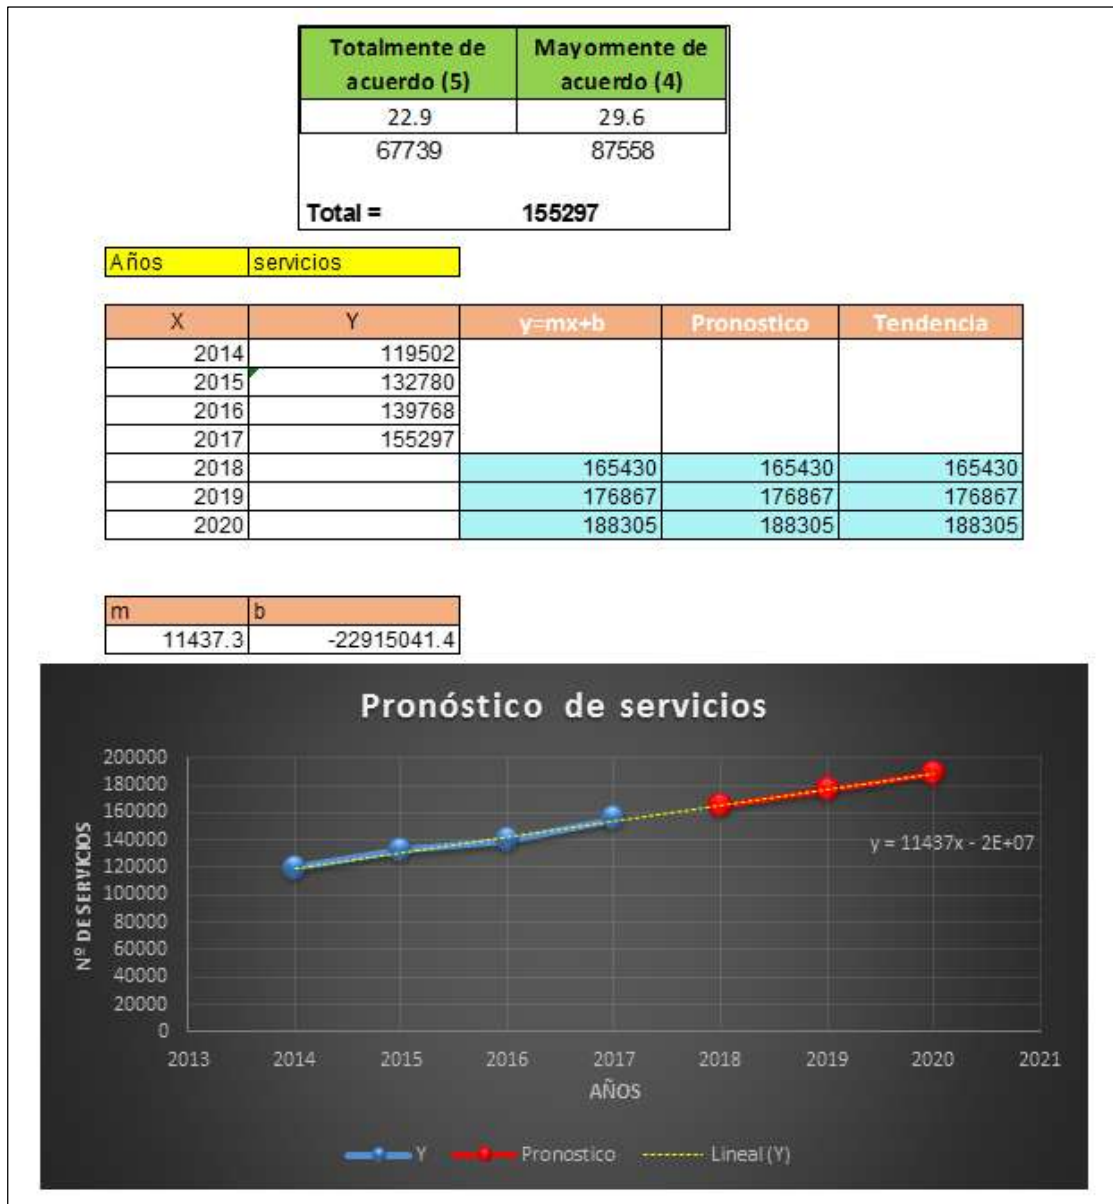 Totalmente de acuerdo (5) Mayormente de acuerdo (4)
22.9 29.6
67739 87558
Total = 155297
Años servicios
X Y y=mx+b Pronostico Tendencia
2014 119502
2015 132780
2016 139768
2017 155297
2018 165430 165430 165430
2019 176867 176867 176867
2020 188305 188305 188305
m b
11437.3 -22915041.4
Pronóstico de servicios
200000
180000
160000
140000
120000
100000
80000
60000
40000
20000
0
Nº DE SERVICIOS
y = 11437x - 2E+07
2013 2014 2015 2016 2017 2018 2019 2020 2021
AÑOS
Y Pronostico Lineal (Y)